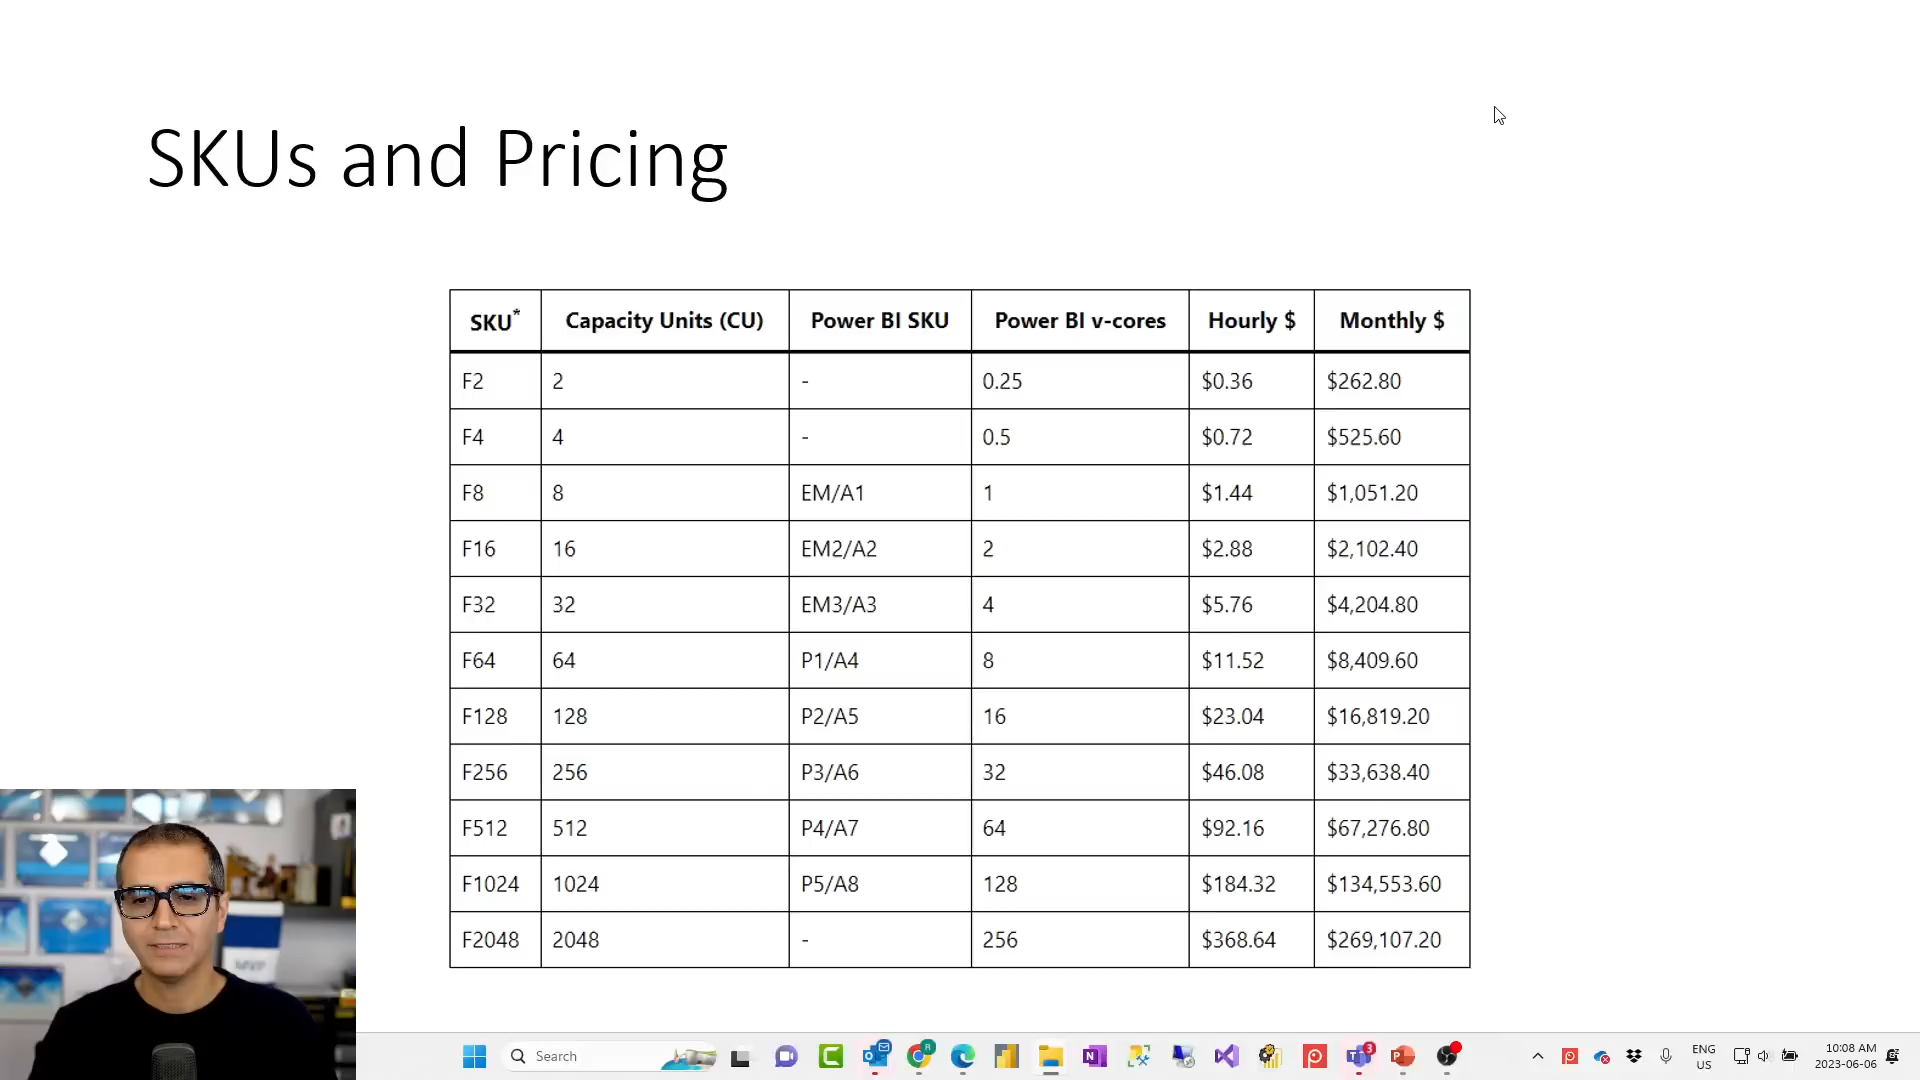 SKUs and Pricing
SKU* Capacity Units (CU) Power BI SKU Power BI v-cores Hourly $ Monthly $
F2 2 - 0.25 $0.36 $262.80
F4 4 - 0.5 $0.72 $525.60
F8 8 EM/A1 1 $1.44 $1,051.20
F16 16 EM2/A2 2 $2.88 $2,102.40
F32 32 EM3/A3 4 $5.76 $4,204.80
F64 64 P1/A4 8 $11.52 $8,409.60
F128 128 P2/A5 16 $23.04 $16,819.20
F256 256 P3/A6 32 $46.08 $33,638.40
F512 512 P4/A7 64 $92.16 $67,276.80
F1024 1024 P5/A8 128 $184.32 $134,553.60
F2048 2048 - 256 $368.64 $269,107.20
Search
ENG
US
10:08 AM
2023-06-06